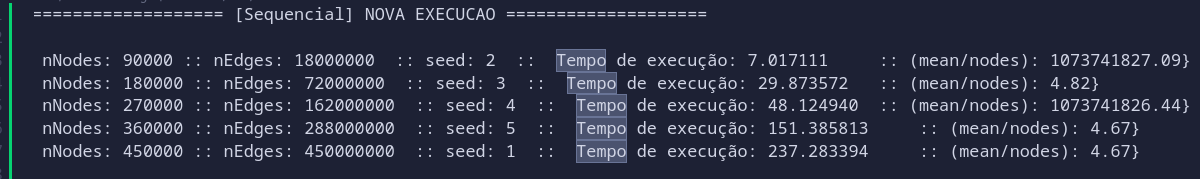 =================== [Sequencial] NOVA EXECUCAO ====================
nNodes: 90000 :: nEdges: 18000000 :: seed: 2 :: Tempo de execução: 7.017111 :: (mean/nodes): 1073741827.09}
nNodes: 180000 :: nEdges: 72000000 :: seed: 3 :: Tempo de execução: 29.873572 :: (mean/nodes): 4.82}
nNodes: 270000 :: nEdges: 162000000 :: seed: 4 :: Tempo de execução: 48.124940 :: (mean/nodes): 1073741826.44}
nNodes: 360000 :: nEdges: 288000000 :: seed: 5 :: Tempo de execução: 151.385813 :: (mean/nodes): 4.67}
nNodes: 450000 :: nEdges: 450000000 :: seed: 1 :: Tempo de execução: 237.283394 :: (mean/nodes): 4.67}